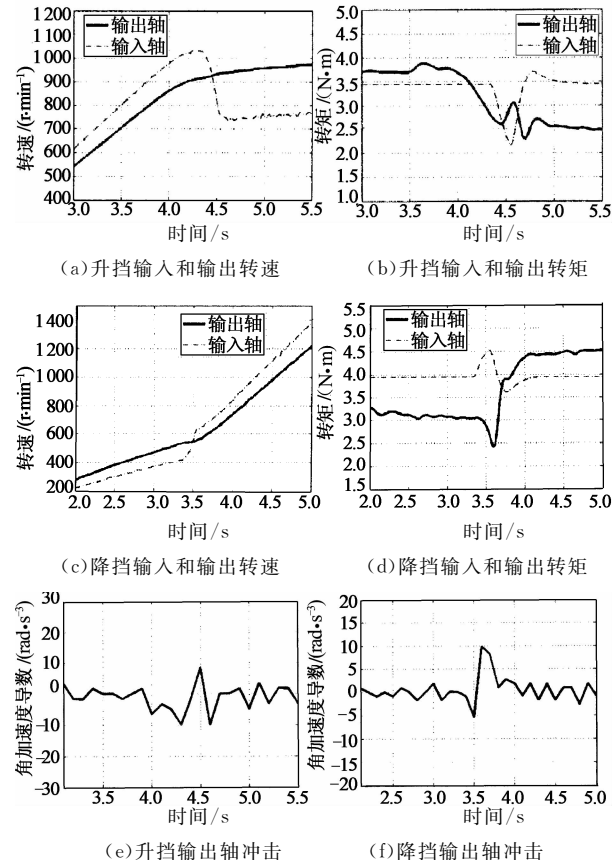 转速/(r·min⁻¹)
1 100
1 000
900
800
700
600
500
400
3.0 3.5 4.0 4.5 5.0 5.5
输出轴
输入轴
时间/s
(a)升挡输入和输出转速
转矩/(N·m)
5.0
4.5
4.0
3.5
3.0
2.5
2.0
1.5
1.0
3.0 3.5 4.0 4.5 5.0 5.5
输出轴
输入轴
时间/s
(b)升挡输入和输出转矩
转速/(r·min⁻¹)
1 400
1 200
1 000
800
600
400
200
2.0 2.5 3.0 3.5 4.0 4.5 5.0
输出轴
输入轴
时间/s
(c)降挡输入和输出转速
转矩/(N·m)
5.5
5.0
4.5
4.0
3.5
3.0
2.5
2.0
1.5
2.0 2.5 3.0 3.5 4.0 4.5 5.0
输出轴
输入轴
时间/s
(d)降挡输入和输出转矩
角加速度导数/(rad·s⁻³)
30
20
10
0
-10
-20
-30
3.5 4.0 4.5 5.0 5.5
时间/s
(e)升挡输出轴冲击
角加速度导数/(rad·s⁻³)
20
15
10
5
0
-5
-10
-15
-20
2.5 3.0 3.5 4.0 4.5 5.0
时间/s
(f)降挡输出轴冲击